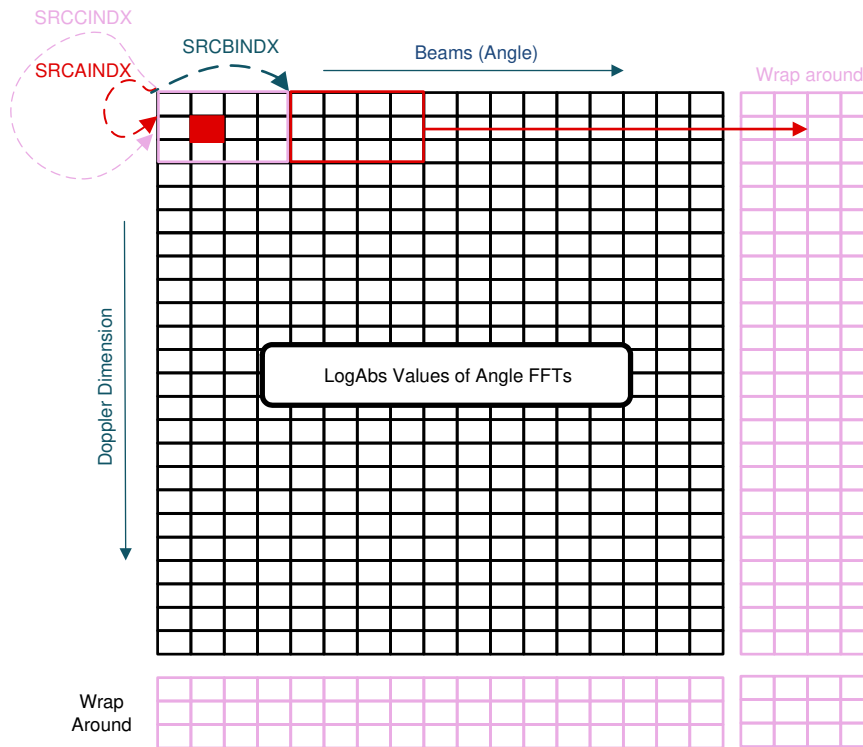 SRCCINDX
SRCBINDX
Beams (Angle)
SRCAINDX
Wrap around
Doppler Dimension
LogAbs Values of Angle FFTs
Wrap
Around